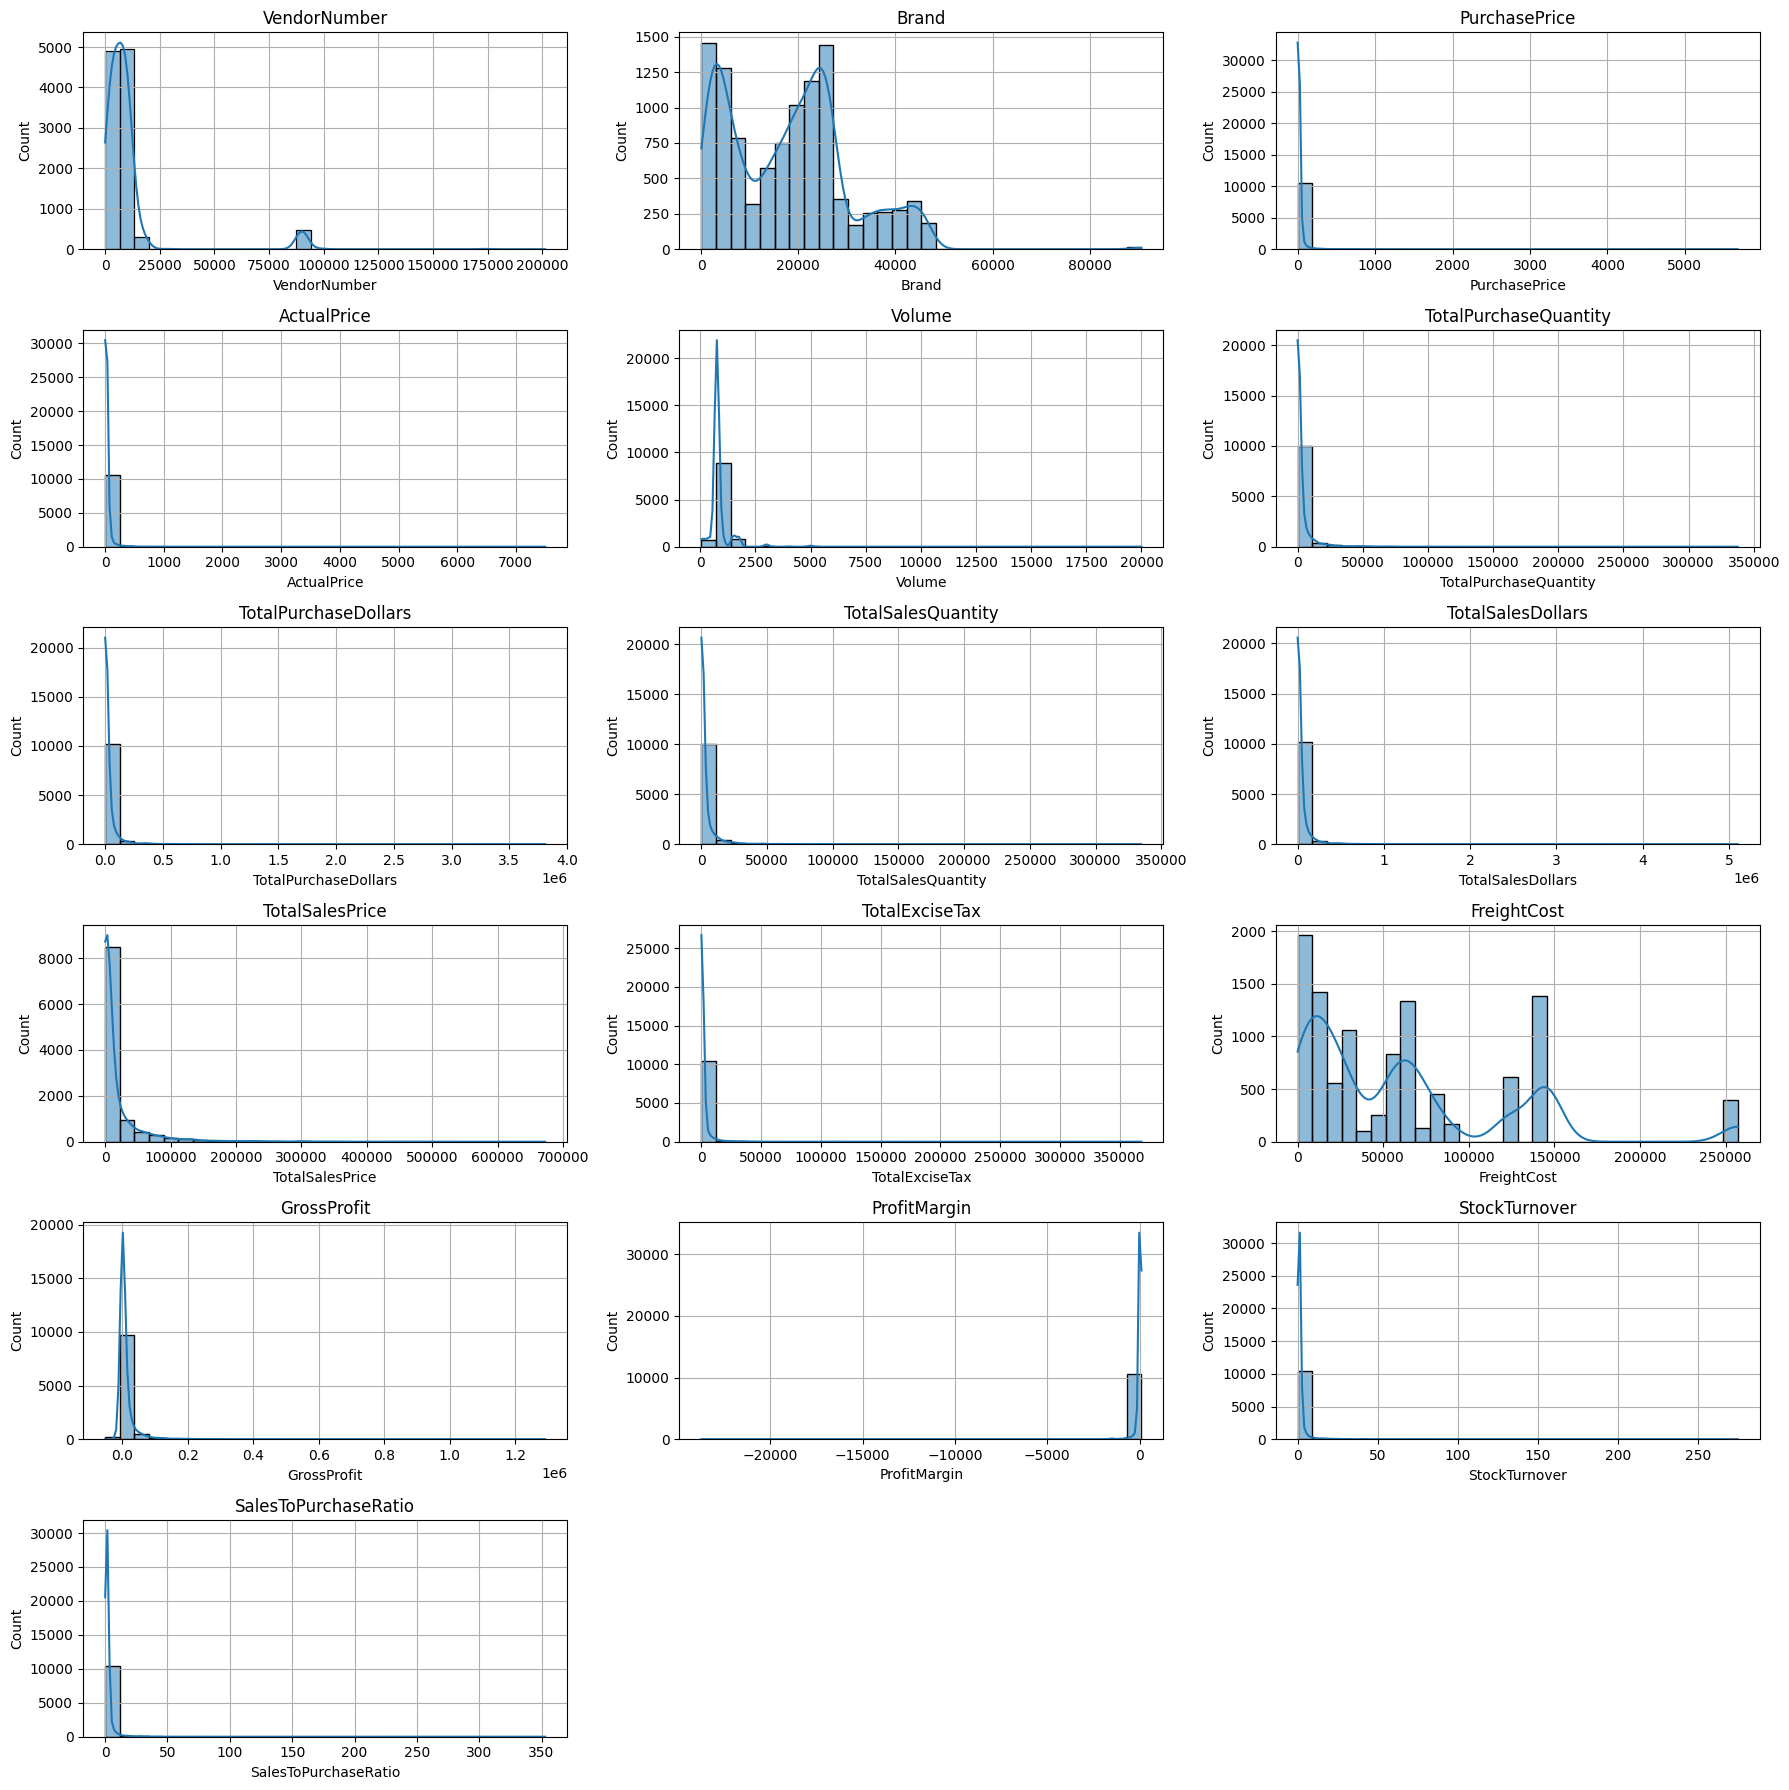 VendorNumber
Count
5000
4000
3000
2000
1000
0
0 25000 50000 75000 100000 125000 150000 175000 200000
VendorNumber
Brand
Count
1500
1250
1000
750
500
250
0
0 20000 40000 60000 80000
Brand
PurchasePrice
Count
30000
25000
20000
15000
10000
5000
0
0 1000 2000 3000 4000 5000
PurchasePrice
ActualPrice
Count
30000
25000
20000
15000
10000
5000
0
0 1000 2000 3000 4000 5000 6000 7000
ActualPrice
Volume
Count
20000
15000
10000
5000
0
0 2500 5000 7500 10000 12500 15000 17500 20000
Volume
TotalPurchaseQuantity
Count
20000
15000
10000
5000
0
0 50000 100000 150000 200000 250000 300000 350000
TotalPurchaseQuantity
TotalPurchaseDollars
Count
20000
15000
10000
5000
0
0.0 0.5 1.0 1.5 2.0 2.5 3.0 3.5 4.0
1e6
TotalPurchaseDollars
TotalSalesQuantity
Count
20000
15000
10000
5000
0
0 50000 100000 150000 200000 250000 300000 350000
TotalSalesQuantity
TotalSalesDollars
Count
20000
15000
10000
5000
0
0 1 2 3 4 5
1e6
TotalSalesDollars
TotalSalesPrice
Count
8000
6000
4000
2000
0
0 100000 200000 300000 400000 500000 600000 700000
TotalSalesPrice
TotalExciseTax
Count
25000
20000
15000
10000
5000
0
0 50000 100000 150000 200000 250000 300000 350000
TotalExciseTax
FreightCost
Count
2000
1500
1000
500
0
0 50000 100000 150000 200000 250000
FreightCost
GrossProfit
Count
20000
15000
10000
5000
0
0.0 0.2 0.4 0.6 0.8 1.0 1.2
1e6
GrossProfit
ProfitMargin
Count
30000
20000
10000
0
−20000 −15000 −10000 −5000 0
ProfitMargin
StockTurnover
Count
30000
25000
20000
15000
10000
5000
0
0 50 100 150 200 250
StockTurnover
SalesToPurchaseRatio
Count
30000
25000
20000
15000
10000
5000
0
0 50 100 150 200 250 300 350
SalesToPurchaseRatio